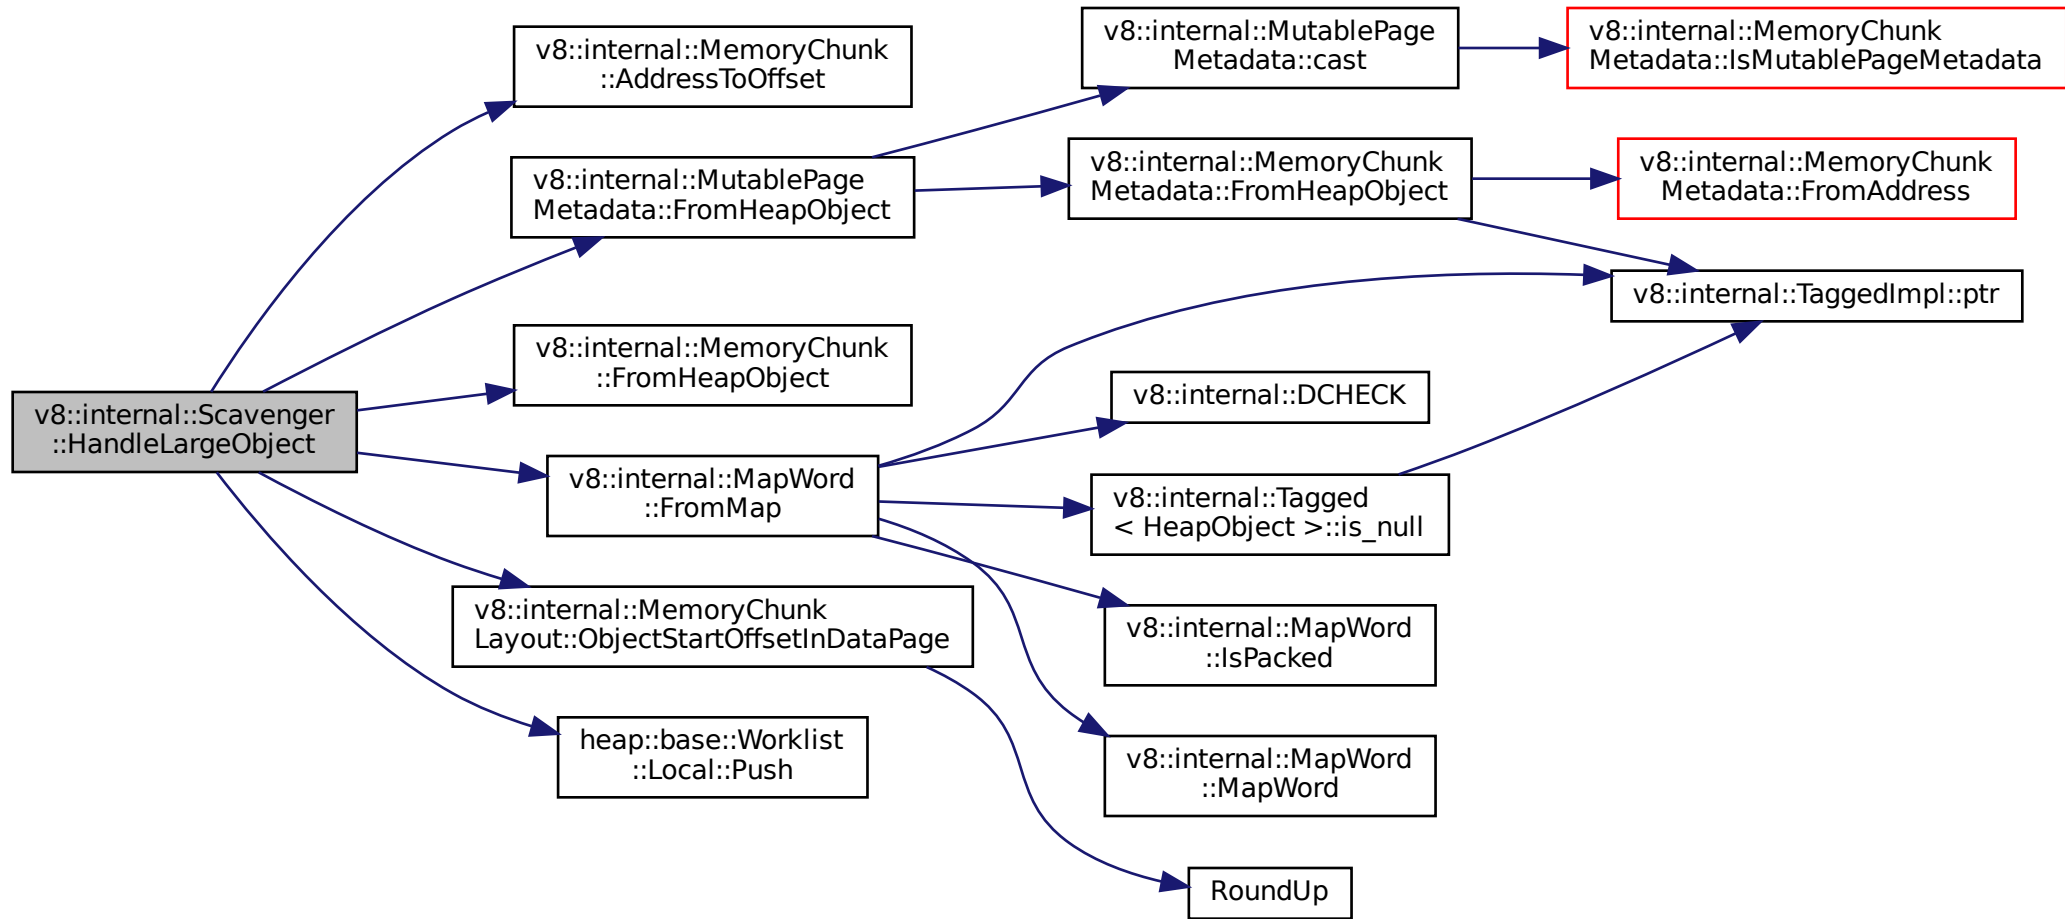 v8::internal::Scavenger
::HandleLargeObject
v8::internal::MemoryChunk
::AddressToOffset
v8::internal::MutablePage
Metadata::FromHeapObject
v8::internal::MemoryChunk
::FromHeapObject
v8::internal::MapWord
::FromMap
v8::internal::MemoryChunk
Layout::ObjectStartOffsetInDataPage
heap::base::Worklist
::Local::Push
v8::internal::MutablePage
Metadata::cast
v8::internal::MemoryChunk
Metadata::FromHeapObject
v8::internal::DCHECK
v8::internal::Tagged
< HeapObject >::is_null
v8::internal::MapWord
::IsPacked
v8::internal::MapWord
::MapWord
RoundUp
v8::internal::MemoryChunk
Metadata::IsMutablePageMetadata
v8::internal::MemoryChunk
Metadata::FromAddress
v8::internal::TaggedImpl::ptr